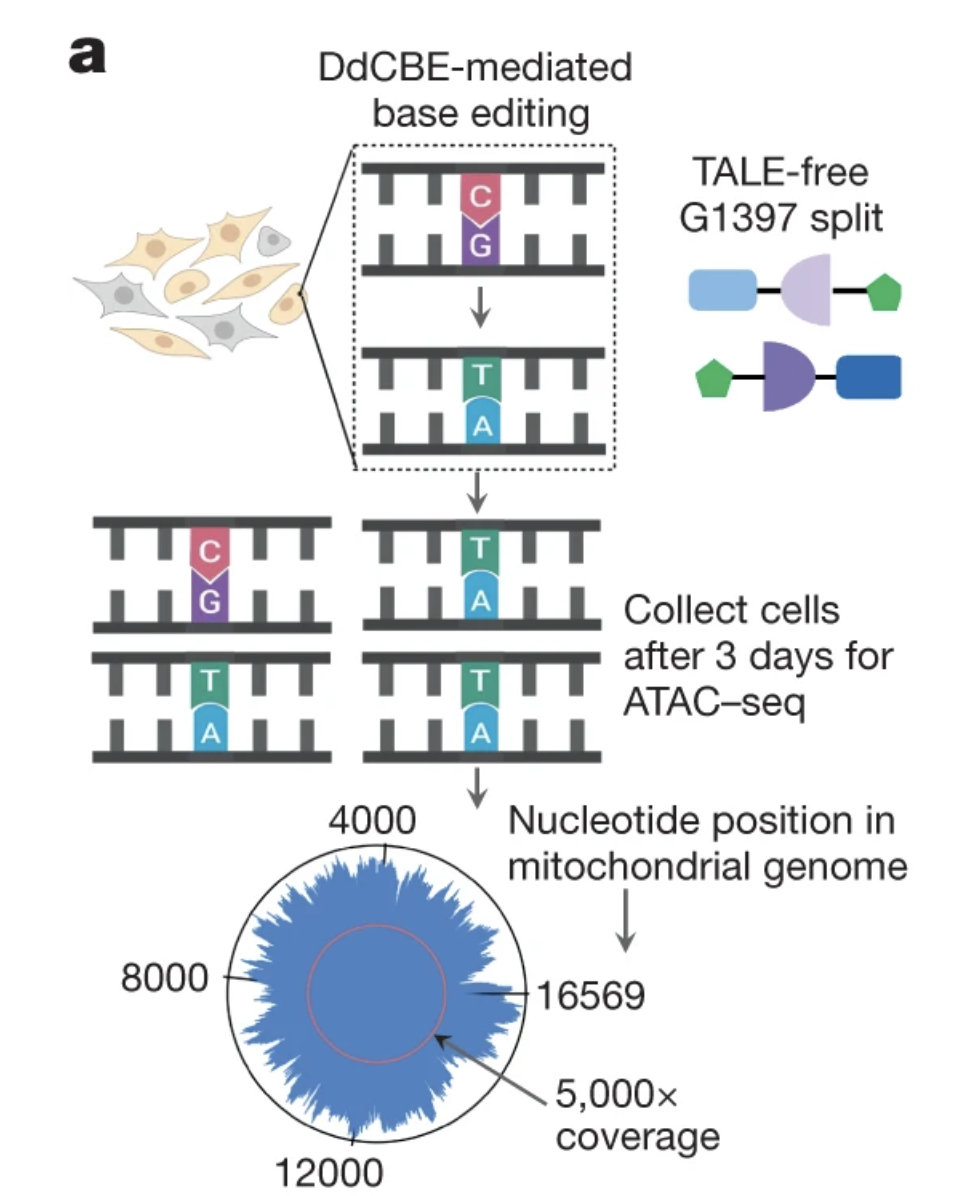 a
DdCBE-mediated
base editing
TALE-free
G1397 split
C
G
T
A
C
G
T
A
T
A
T
A
Collect cells
after 3 days for
ATAC–seq
Nucleotide position in
mitochondrial genome
4000
8000
16569
12000
5,000×
coverage